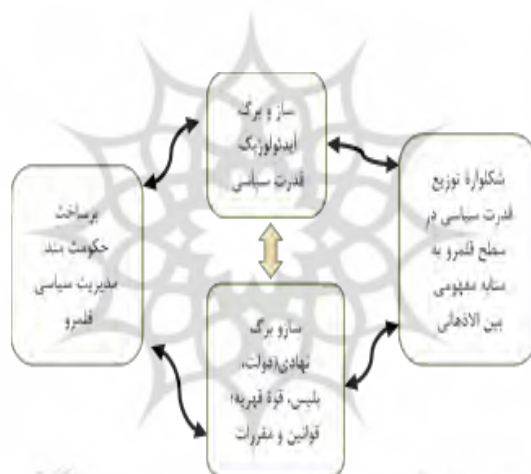 ساز و برگ
ایدئولوژیک
قدرت سیاسی
شکلوارهٔ توزیع
قدرت سیاسی در
سطح قلمرو به
مثابه مفهومی
بین الاذهانی
برساخت
حکومت مند
مدیریت سیاسی
قلمرو
سازو برگ
نهادی(دولت،
پلیس، قوّهٔ قهریه؛
قوانین و مقررات